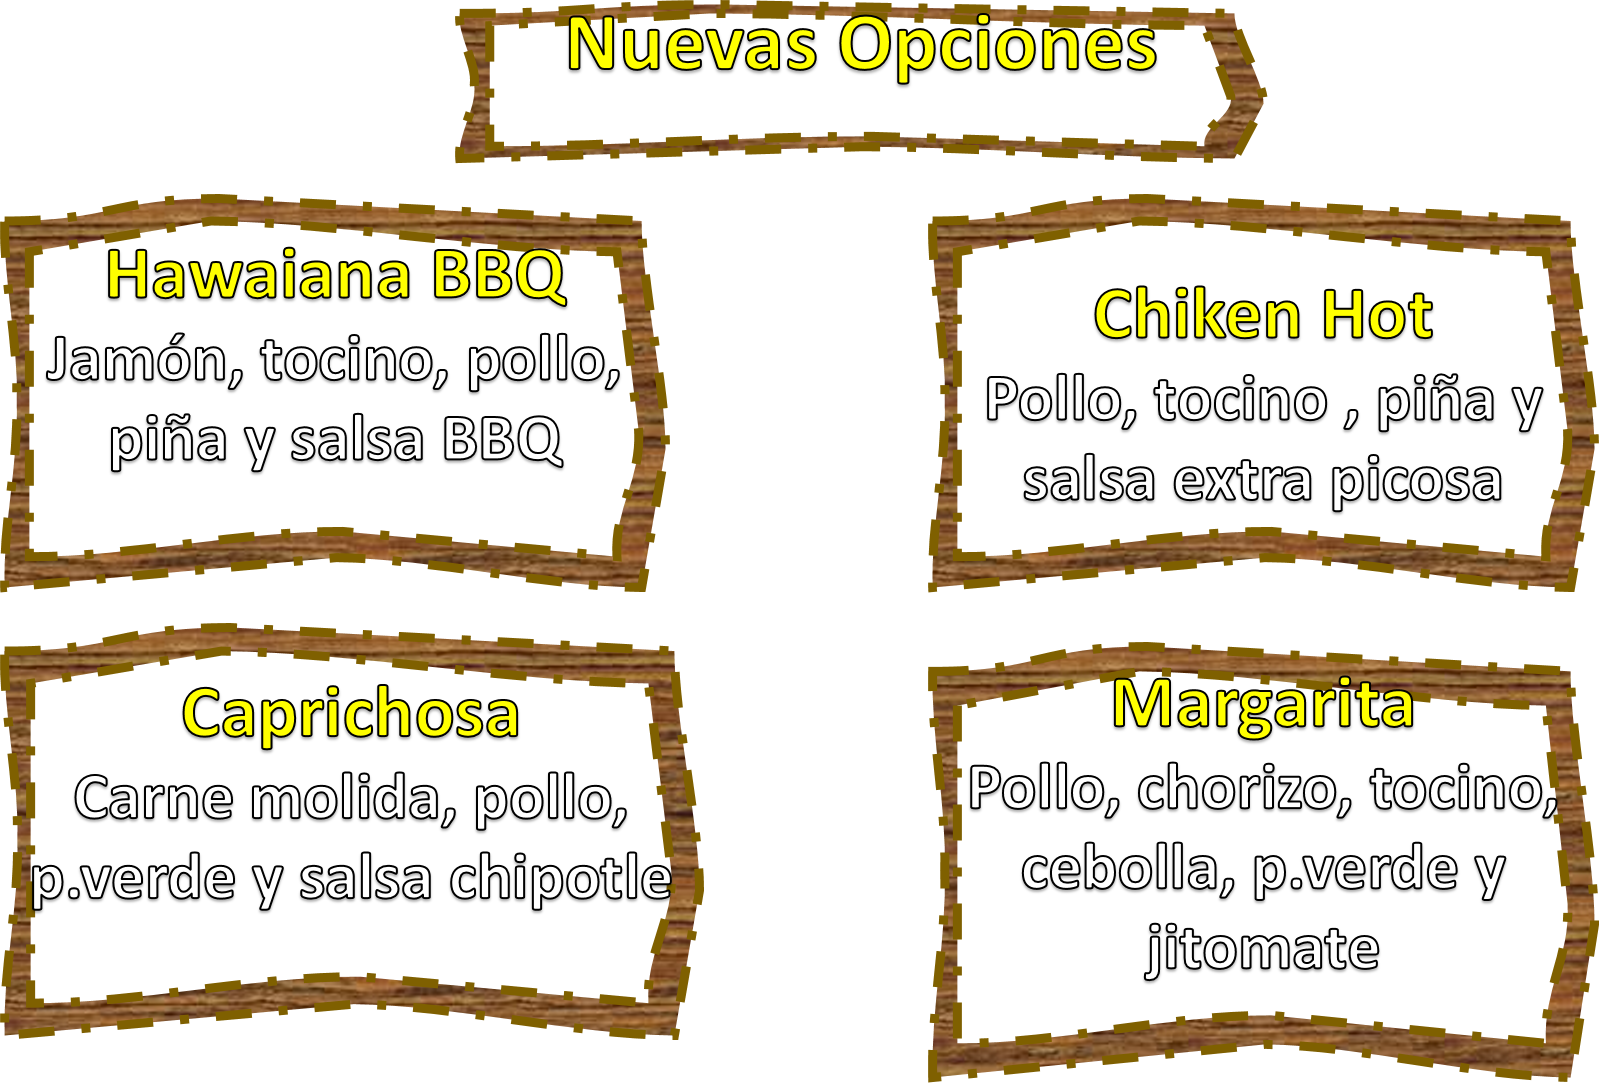 Nuevas Opciones
Hawaiana BBQ
Jamón, tocino, pollo,
piña y salsa BBQ
Chiken Hot
Pollo, tocino , piña y
salsa extra picosa
Caprichosa
Carne molida, pollo,
p.verde y salsa chipotle
Margarita
Pollo, chorizo, tocino,
cebolla, p.verde y
jitomate